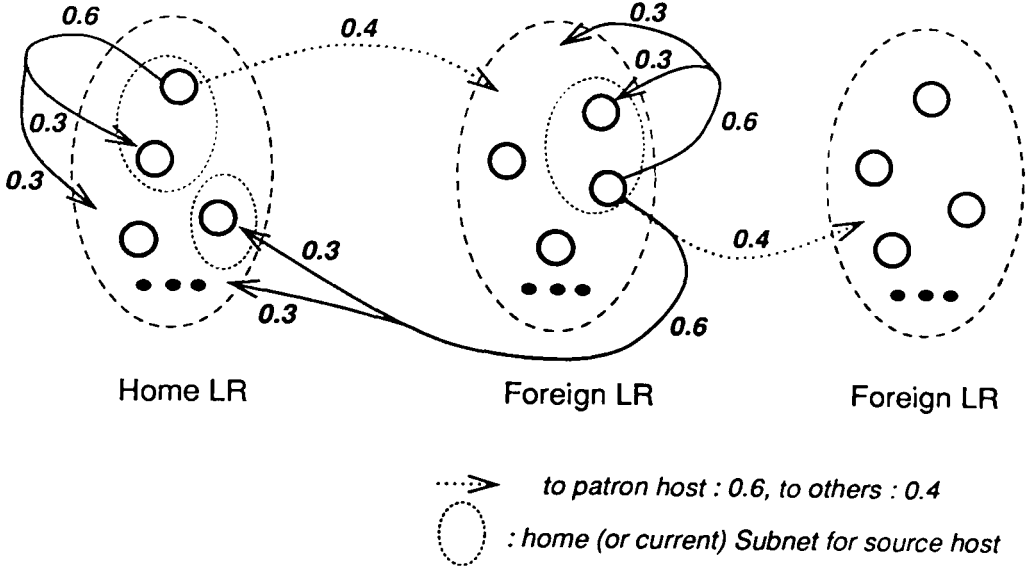 0.6
0.4
0.3
0.3
0.3
0.6
0.3
0.3
0.4
0.3
0.6
Home LR
Foreign LR
Foreign LR
to patron host : 0.6, to others : 0.4
: home (or current) Subnet for source host